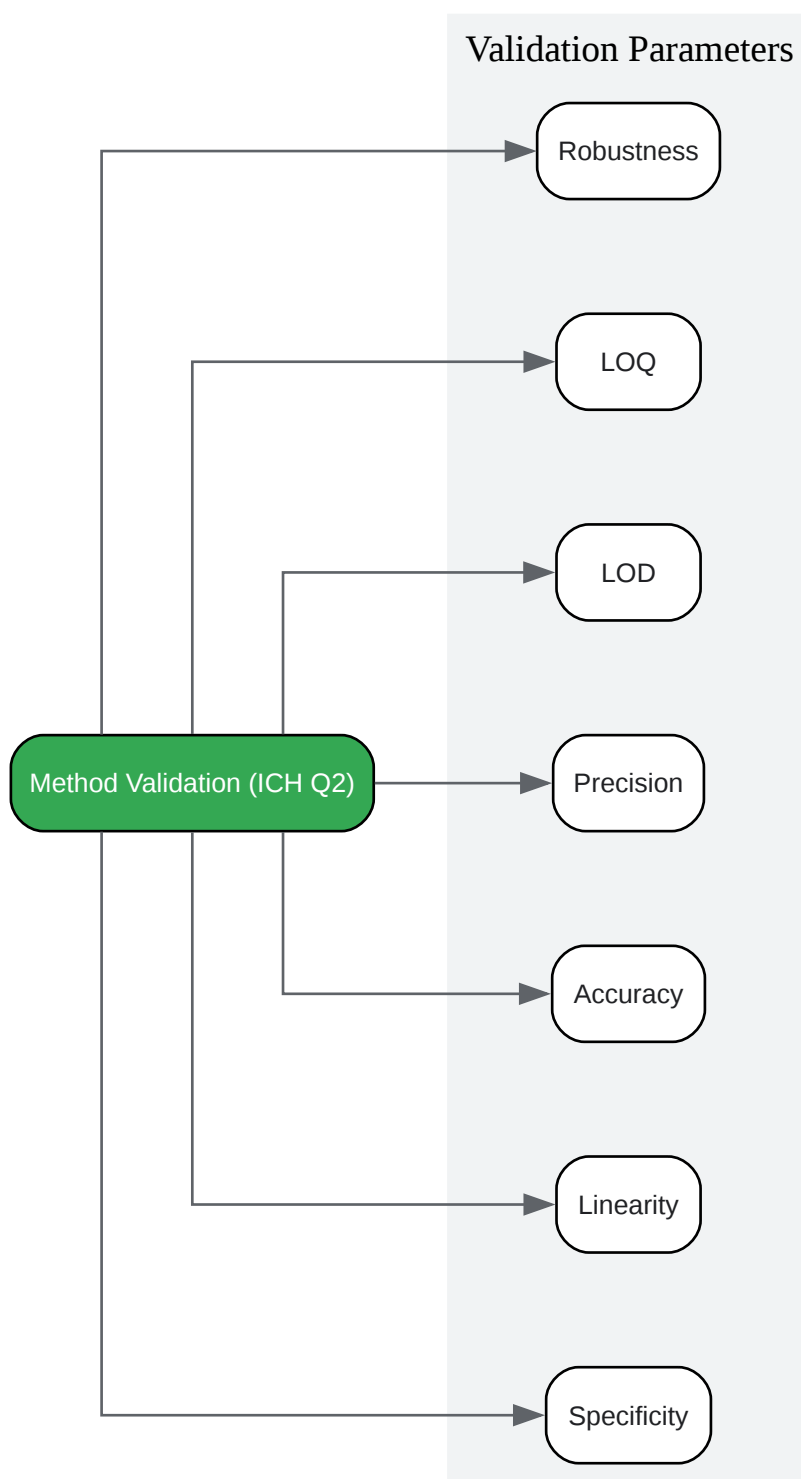 Validation Parameters
Robustness
LOQ
LOD
Method Validation (ICH Q2)
Precision
Accuracy
Linearity
Specificity